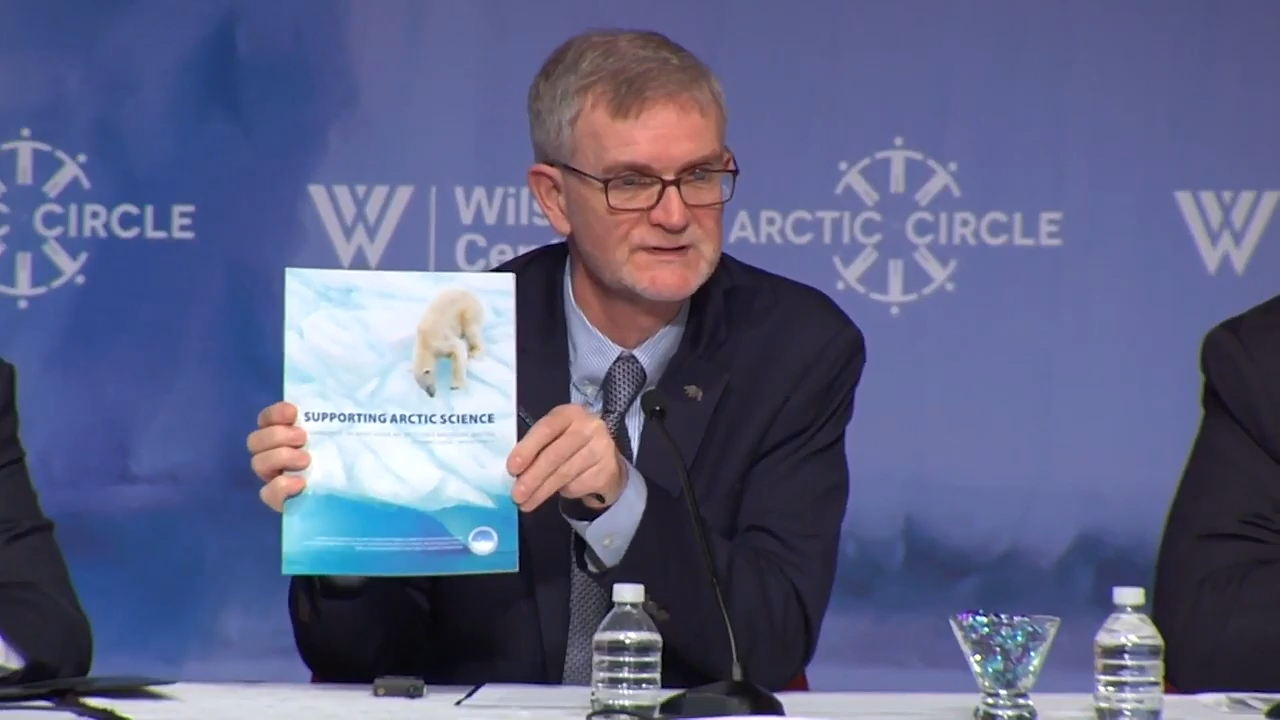 C CIRCLE
Wils
Cen
ARCTIC CIRCLE
SUPPORTING ARCTIC SCIENCE